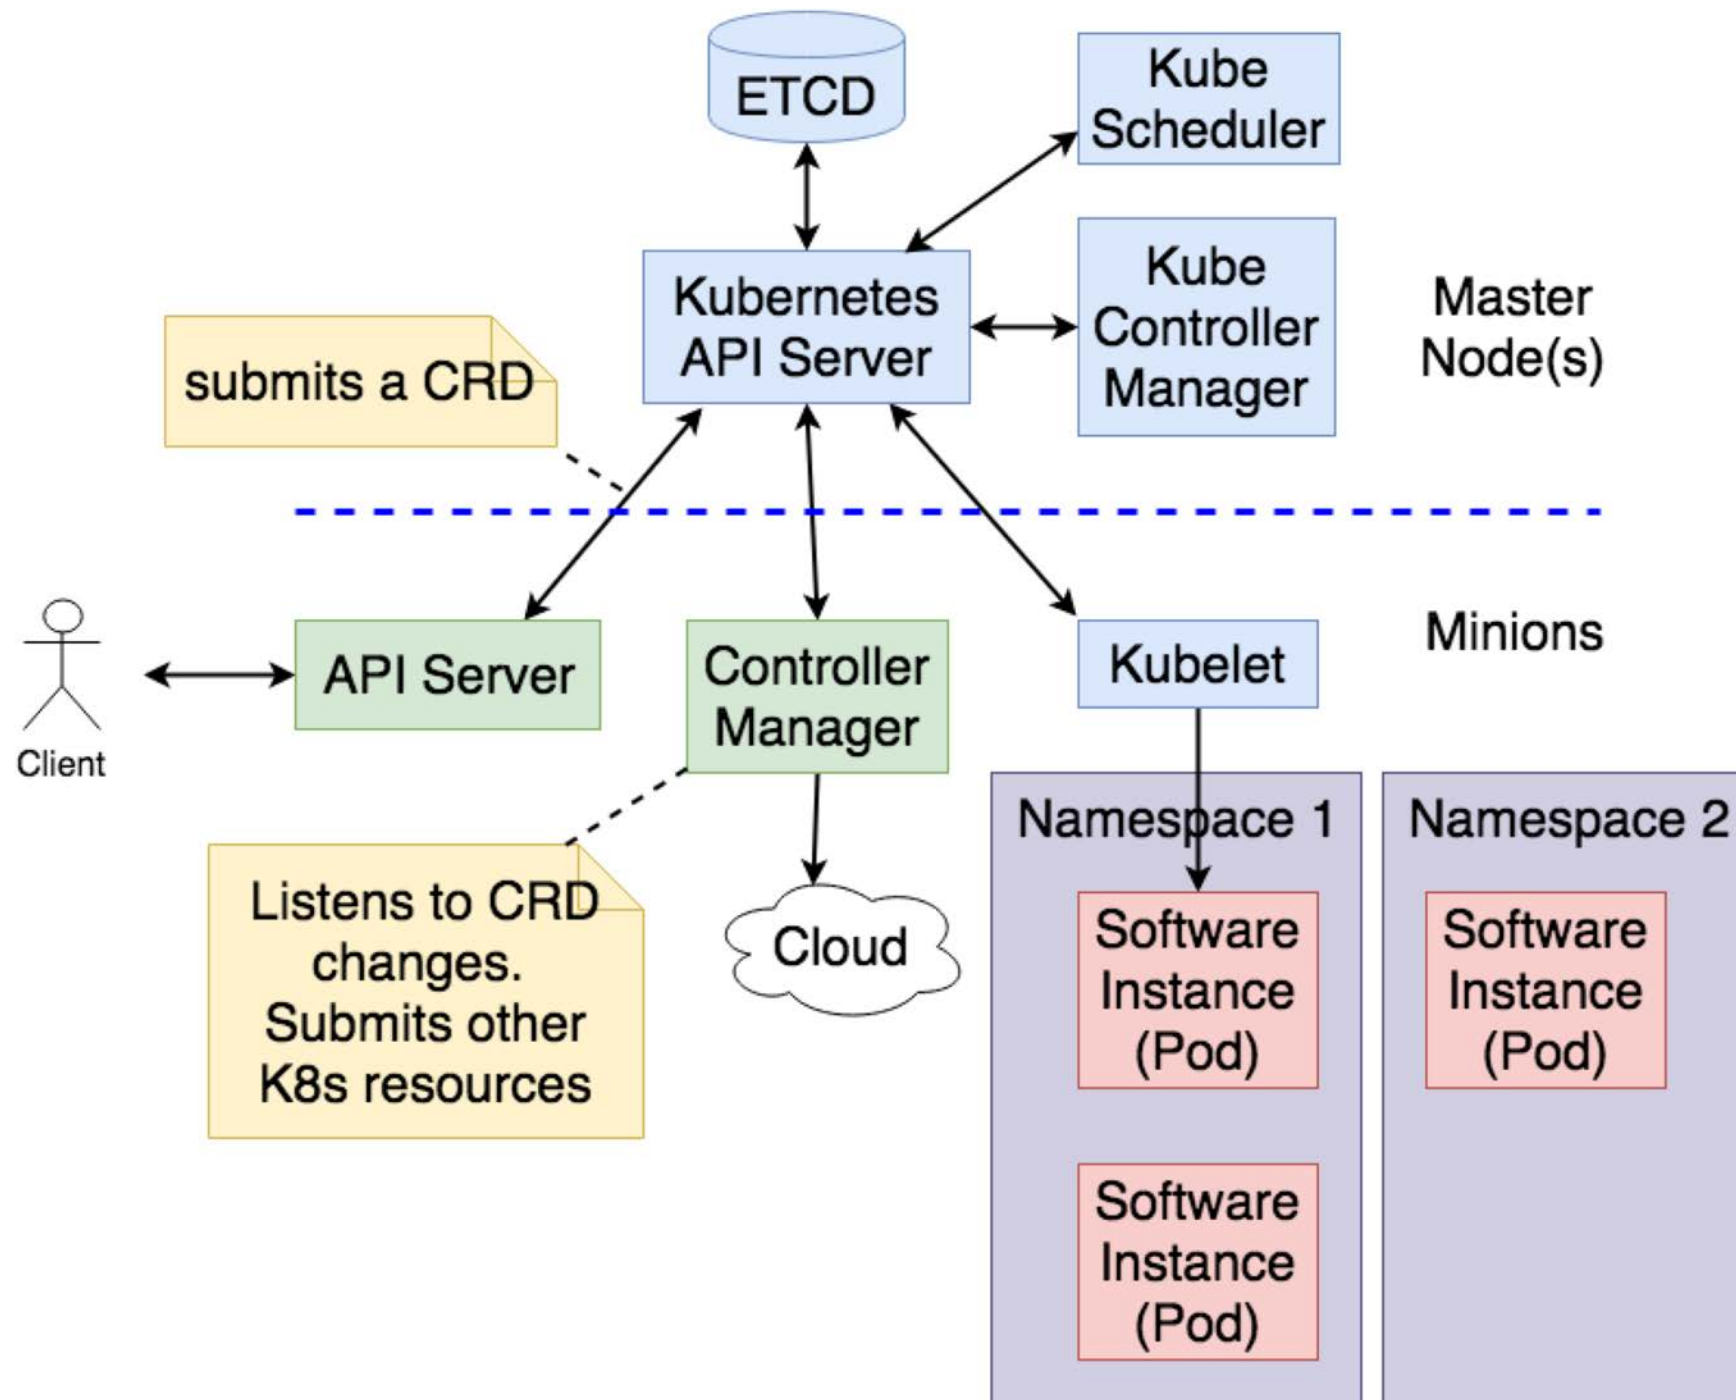 ETCD
Kube
Scheduler
Kubernetes
API Server
Kube
Controller
Manager
Master
Node(s)
submits a CRD
Minions
Client
API Server
Controller
Manager
Kubelet
Listens to CRD
changes.
Submits other
K8s resources
Cloud
Namespace 1
Software
Instance
(Pod)
Software
Instance
(Pod)
Namespace 2
Software
Instance
(Pod)